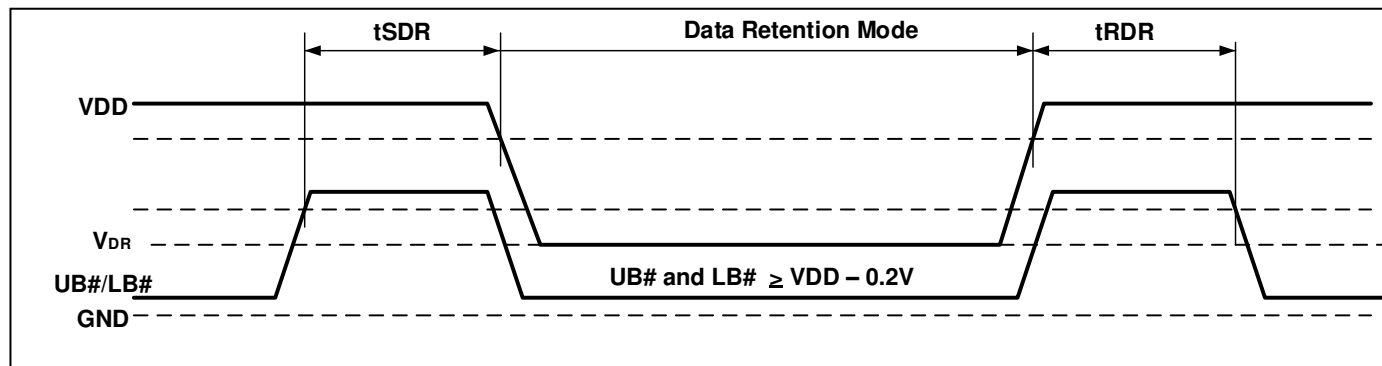 tSDR
Data Retention Mode
tRDR
VDD
VDR
UB#/LB#
UB# and LB# ≥ VDD – 0.2V
GND